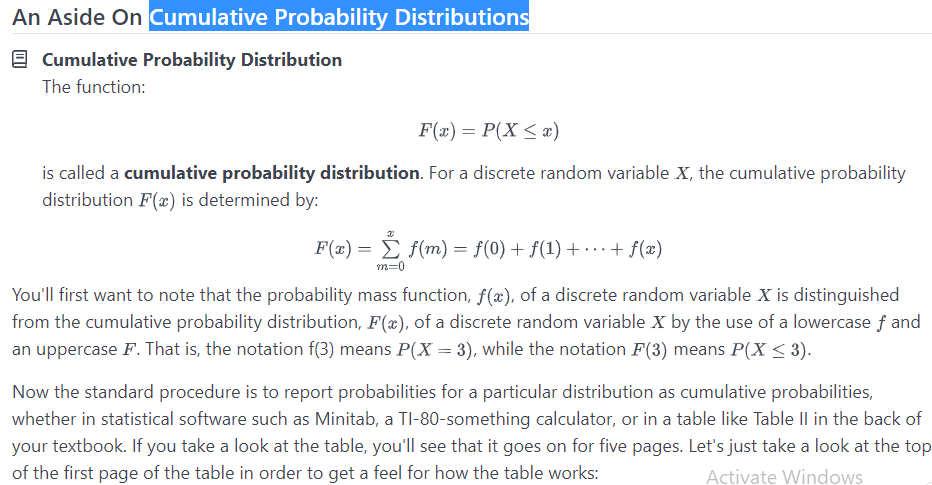 An Aside On Cumulative Probability Distributions
Cumulative Probability Distribution
The function:
F(x) = P(X ≤ x)
is called a cumulative probability distribution. For a discrete random variable X, the cumulative probability
distribution F(x) is determined by:
F(x) = ∑_{m=0}^{x} f(m) = f(0) + f(1) + ⋯ + f(x)
You'll first want to note that the probability mass function, f(x), of a discrete random variable X is distinguished
from the cumulative probability distribution, F(x), of a discrete random variable X by the use of a lowercase f and
an uppercase F. That is, the notation f(3) means P(X = 3), while the notation F(3) means P(X ≤ 3).
Now the standard procedure is to report probabilities for a particular distribution as cumulative probabilities,
whether in statistical software such as Minitab, a TI-80-something calculator, or in a table like Table II in the back of
your textbook. If you take a look at the table, you'll see that it goes on for five pages. Let's just take a look at the top
of the first page of the table in order to get a feel for how the table works:
Activate Windows